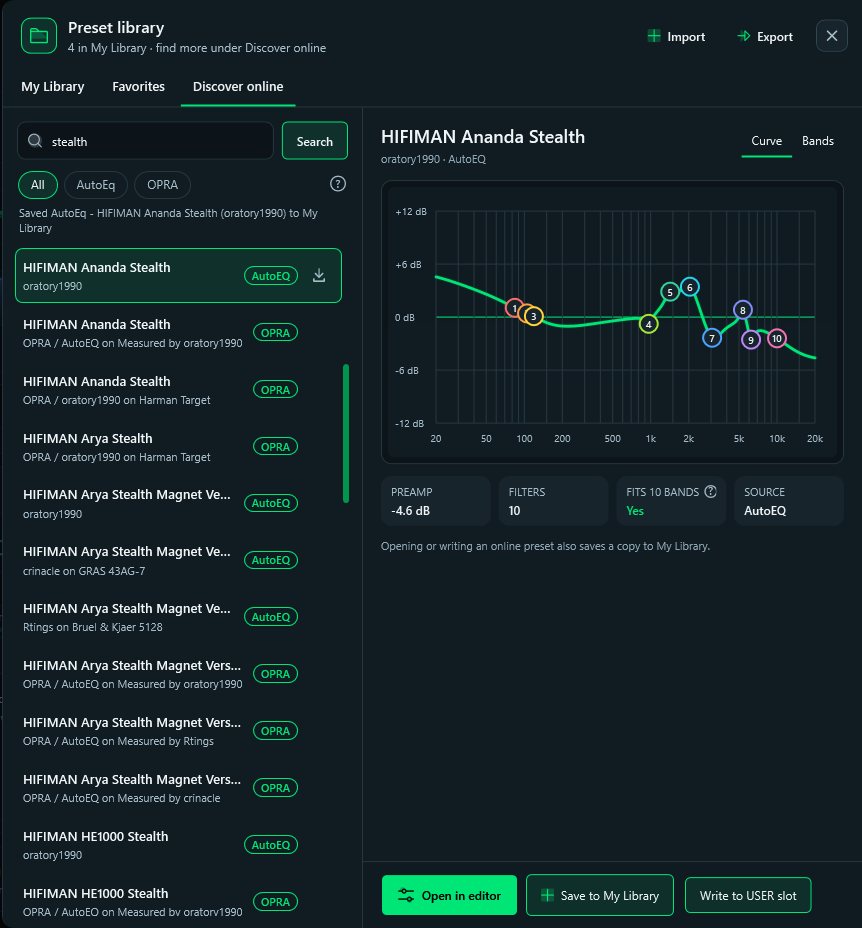 Preset library
4 in My Library · find more under Discover online
Import
Export
My Library
Favorites
Discover online
stealth
Search
All
AutoEq
OPRA
?
Saved AutoEq - HIFIMAN Ananda Stealth (oratory1990) to My
Library
HIFIMAN Ananda Stealth
oratory1990
AutoEQ
HIFIMAN Ananda Stealth
OPRA / AutoEQ on Measured by oratory1990
OPRA
HIFIMAN Ananda Stealth
OPRA / oratory1990 on Harman Target
OPRA
HIFIMAN Arya Stealth
OPRA / oratory1990 on Harman Target
OPRA
HIFIMAN Arya Stealth Magnet Ve...
oratory1990
AutoEQ
HIFIMAN Arya Stealth Magnet Ve...
crinacle on GRAS 43AG-7
AutoEQ
HIFIMAN Arya Stealth Magnet Ve...
Rtings on Bruel & Kjaer 5128
AutoEQ
HIFIMAN Arya Stealth Magnet Vers...
OPRA / AutoEQ on Measured by oratory1990
OPRA
HIFIMAN Arya Stealth Magnet Vers...
OPRA / AutoEQ on Measured by Rtings
OPRA
HIFIMAN Arya Stealth Magnet Vers...
OPRA / AutoEQ on Measured by crinacle
OPRA
HIFIMAN HE1000 Stealth
oratory1990
AutoEQ
HIFIMAN HE1000 Stealth
OPRA / AutoEQ on Measured by oratory1990
OPRA
HIFIMAN Ananda Stealth
oratory1990 · AutoEQ
Curve
Bands
+12 dB
+6 dB
0 dB
-6 dB
-12 dB
1
3
4
5
6
7
8
9
10
20
50
100
200
500
1k
2k
5k
10k
20k
PREAMP
-4.6 dB
FILTERS
10
FITS 10 BANDS ?
Yes
SOURCE
AutoEQ
Opening or writing an online preset also saves a copy to My Library.
Open in editor
Save to My Library
Write to USER slot